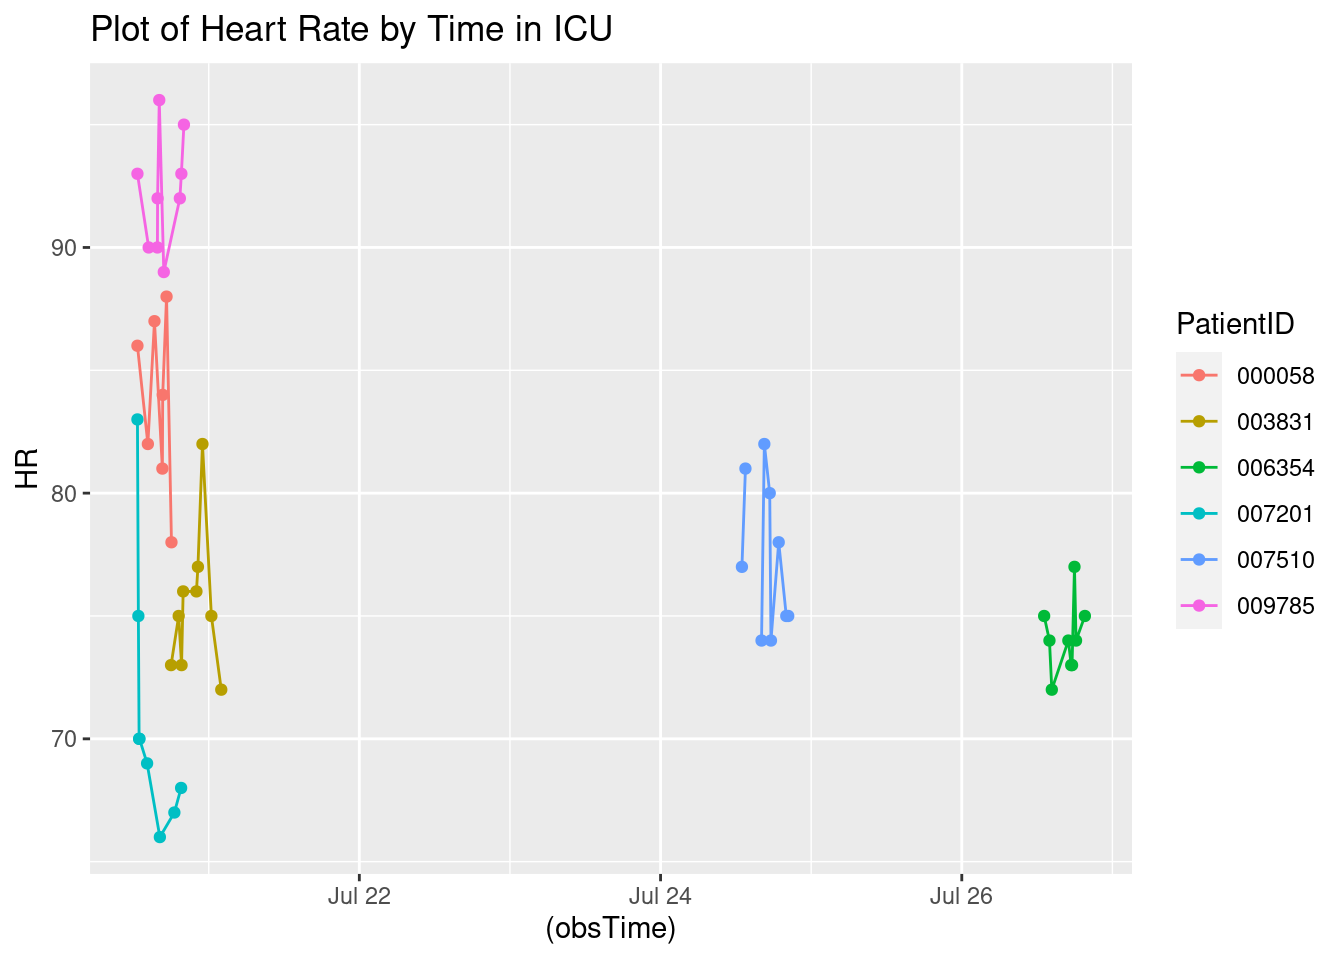 Plot of Heart Rate by Time in ICU
HR
90
80
70
Jul 22
Jul 24
Jul 26
(obsTime)
PatientID
000058
003831
006354
007201
007510
009785